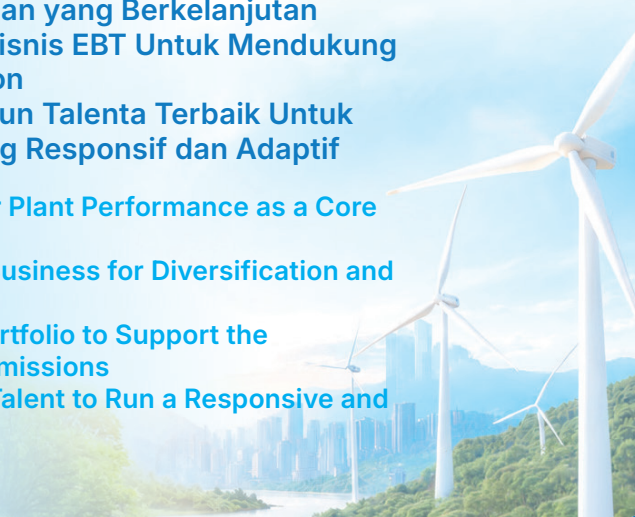 an yang Berkelanjutan
isnis EBT Untuk Mendukung
on
un Talenta Terbaik Untuk
g Responsif dan Adaptif
Plant Performance as a Core
usiness for Diversification and
rtfolio to Support the
missions
Talent to Run a Responsive and